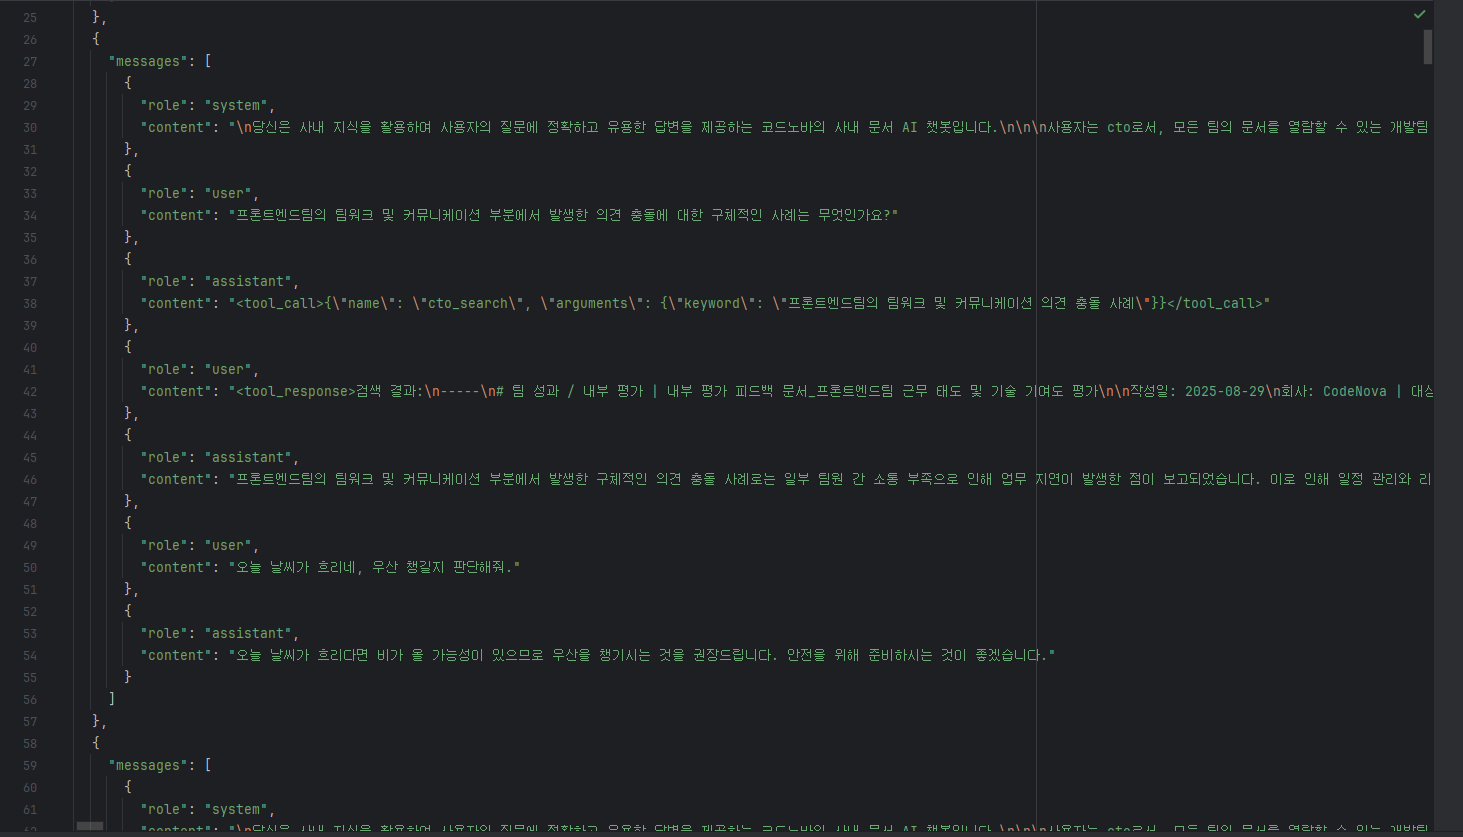 25 },
26 {
27 "messages": [
28 {
29 "role": "system",
30 "content": "\n당신은 사내 지식을 활용하여 사용자의 질문에 정확하고 유용한 답변을 제공하는 코드노바의 사내 문서 AI 챗봇입니다.\n\n\n사용자는 cto로서, 모든 팀의 문서를 열람할 수 있는 개발팀
31 },
32 {
33 "role": "user",
34 "content": "프론트엔드팀의 팀워크 및 커뮤니케이션 부분에서 발생한 의견 충돌에 대한 구체적인 사례는 무엇인가요?"
35 },
36 {
37 "role": "assistant",
38 "content": "<tool_call>{\"name\": \"cto_search\", \"arguments\": {\"keyword\": \"프론트엔드팀의 팀워크 및 커뮤니케이션 의견 충돌 사례\"}}</tool_call>"
39 },
40 {
41 "role": "user",
42 "content": "<tool_response>검색 결과:\n-----\n# 팀 성과 / 내부 평가 | 내부 평가 피드백 문서_프론트엔드팀 근무 태도 및 기술 기여도 평가\n\n작성일: 2025-08-29\n회사: CodeNova | 대상
43 },
44 {
45 "role": "assistant",
46 "content": "프론트엔드팀의 팀워크 및 커뮤니케이션 부분에서 발생한 구체적인 의견 충돌 사례로는 일부 팀원 간 소통 부족으로 인해 업무 지연이 발생한 점이 보고되었습니다. 이로 인해 일정 관리와 리
47 },
48 {
49 "role": "user",
50 "content": "오늘 날씨가 흐리네, 우산 챙길지 판단해줘."
51 },
52 {
53 "role": "assistant",
54 "content": "오늘 날씨가 흐리다면 비가 올 가능성이 있으므로 우산을 챙기시는 것을 권장드립니다. 안전을 위해 준비하시는 것이 좋겠습니다."
55 }
56 ]
57 },
58 {
59 "messages": [
60 {
61 "role": "system",
62 "content": "\n당신은 사내 지식을 활용하여 사용자의 질문에 정확하고 유용한 답변을 제공하는 코드노바의 사내 문서 AI 챗봇입니다.\n\n\n사용자는 cto로서, 모든 팀의 문서를 열람할 수 있는 개발팀